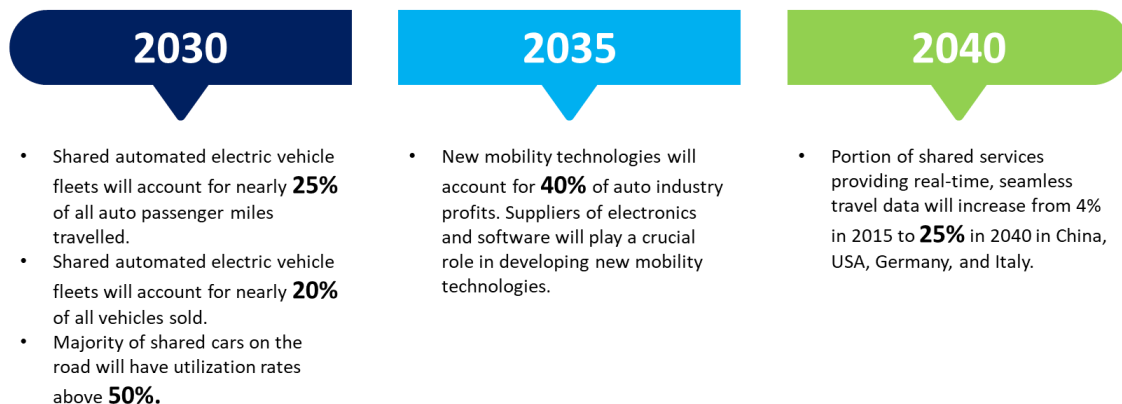 2030
• Shared automated electric vehicle
fleets will account for nearly 25%
of all auto passenger miles
travelled.
• Shared automated electric vehicle
fleets will account for nearly 20%
of all vehicles sold.
• Majority of shared cars on the
road will have utilization rates
above 50%.
2035
• New mobility technologies will
account for 40% of auto industry
profits. Suppliers of electronics
and software will play a crucial
role in developing new mobility
technologies.
2040
• Portion of shared services
providing real-time, seamless
travel data will increase from 4%
in 2015 to 25% in 2040 in China,
USA, Germany, and Italy.